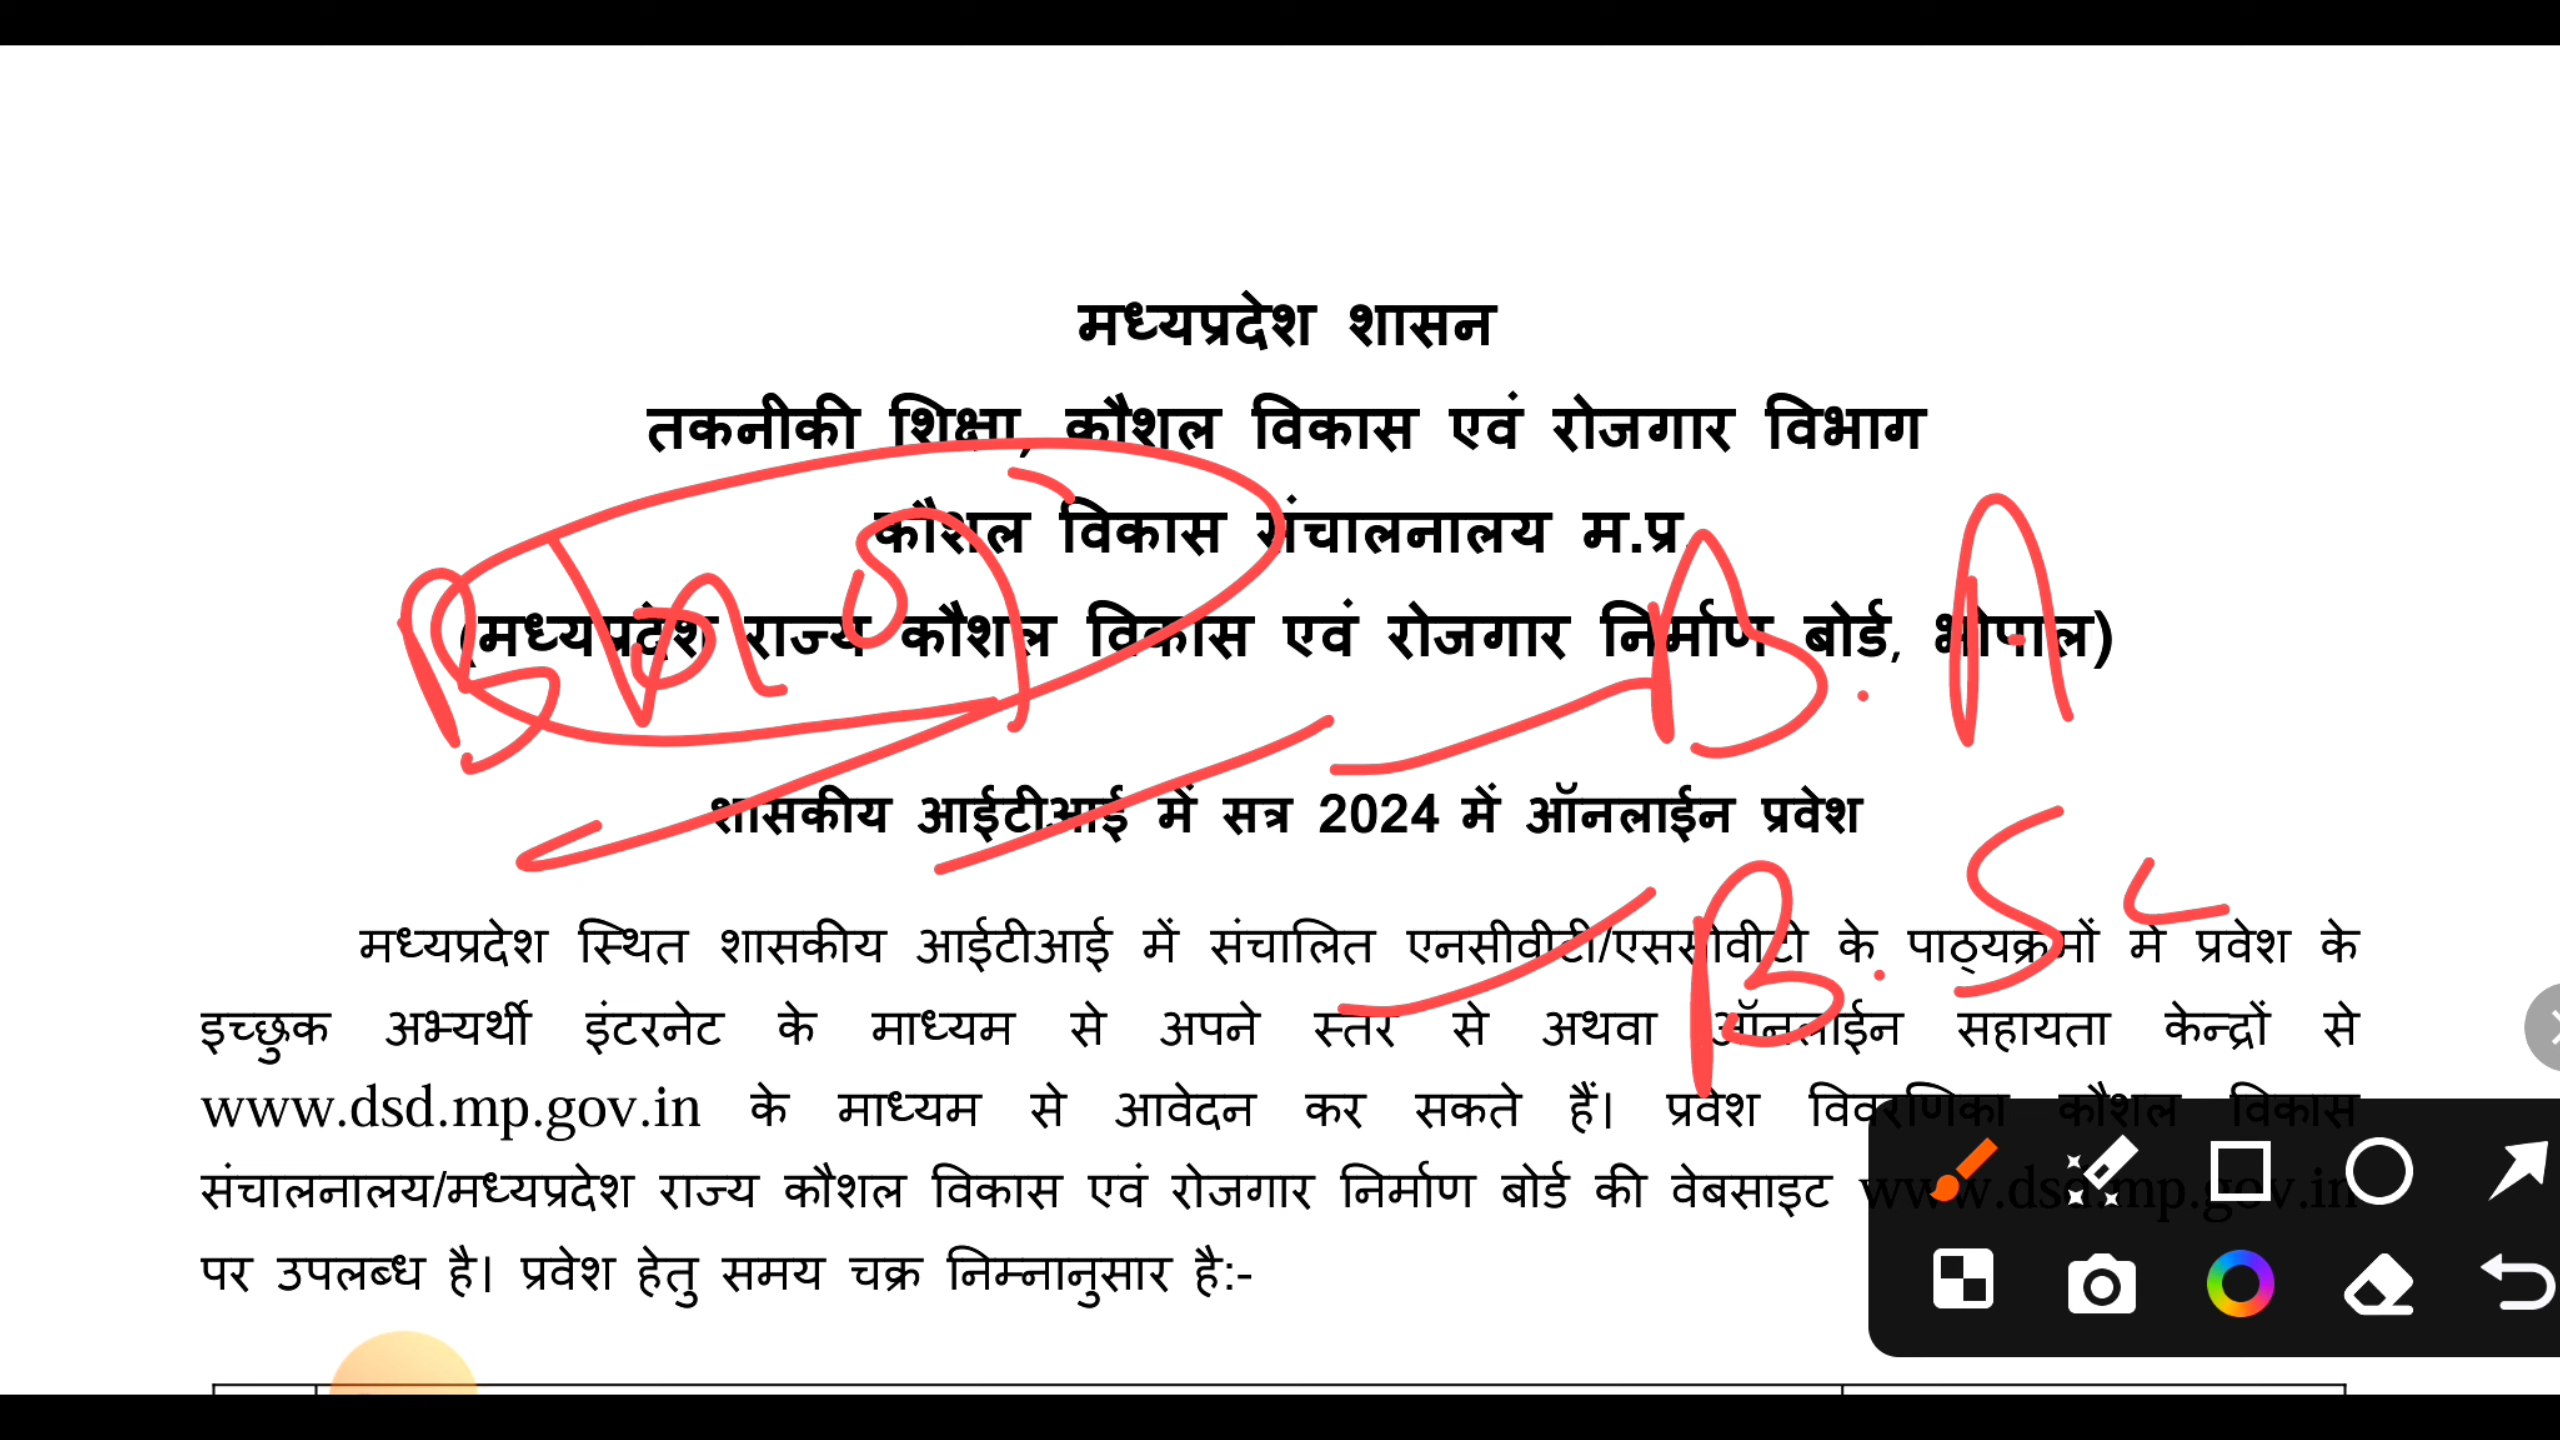 मध्यप्रदेश शासन
तकनीकी शिक्षा, कौशल विकास एवं रोजगार विभाग
कौशल विकास संचालनालय म.प्र.
(मध्यप्रदेश राज्य कौशल विकास एवं रोजगार निर्माण बोर्ड, भोपाल)
B.A
शासकीय आईटीआई में सत्र 2024 में ऑनलाईन प्रवेश
B.Sc
मध्यप्रदेश स्थित शासकीय आईटीआई में संचालित एनसीवीटी/एससीवीटी के पाठ्यक्रमों में प्रवेश के
इच्छुक अभ्यर्थी इंटरनेट के माध्यम से अपने स्तर से अथवा ऑनलाईन सहायता केन्द्रों से
www.dsd.mp.gov.in के माध्यम से आवेदन कर सकते हैं। प्रवेश विवरणिका कौशल विकास
संचालनालय/मध्यप्रदेश राज्य कौशल विकास एवं रोजगार निर्माण बोर्ड की वेबसाइट www.dsd.mp.gov.in
पर उपलब्ध है। प्रवेश हेतु समय चक्र निम्नानुसार है:-